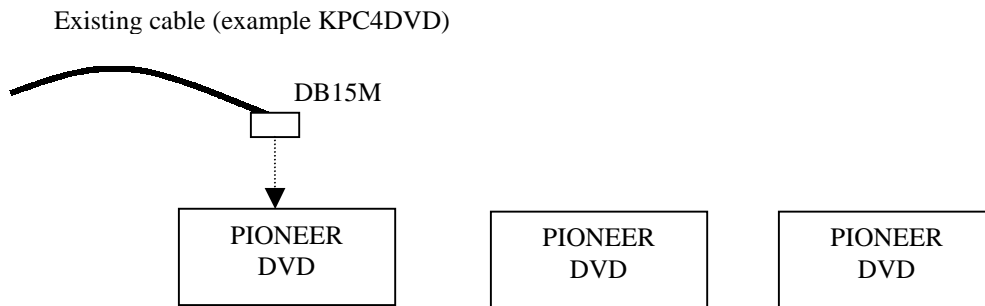 Existing cable (example KPC4DVD)
DB15M
PIONEER
DVD
PIONEER
DVD
PIONEER
DVD